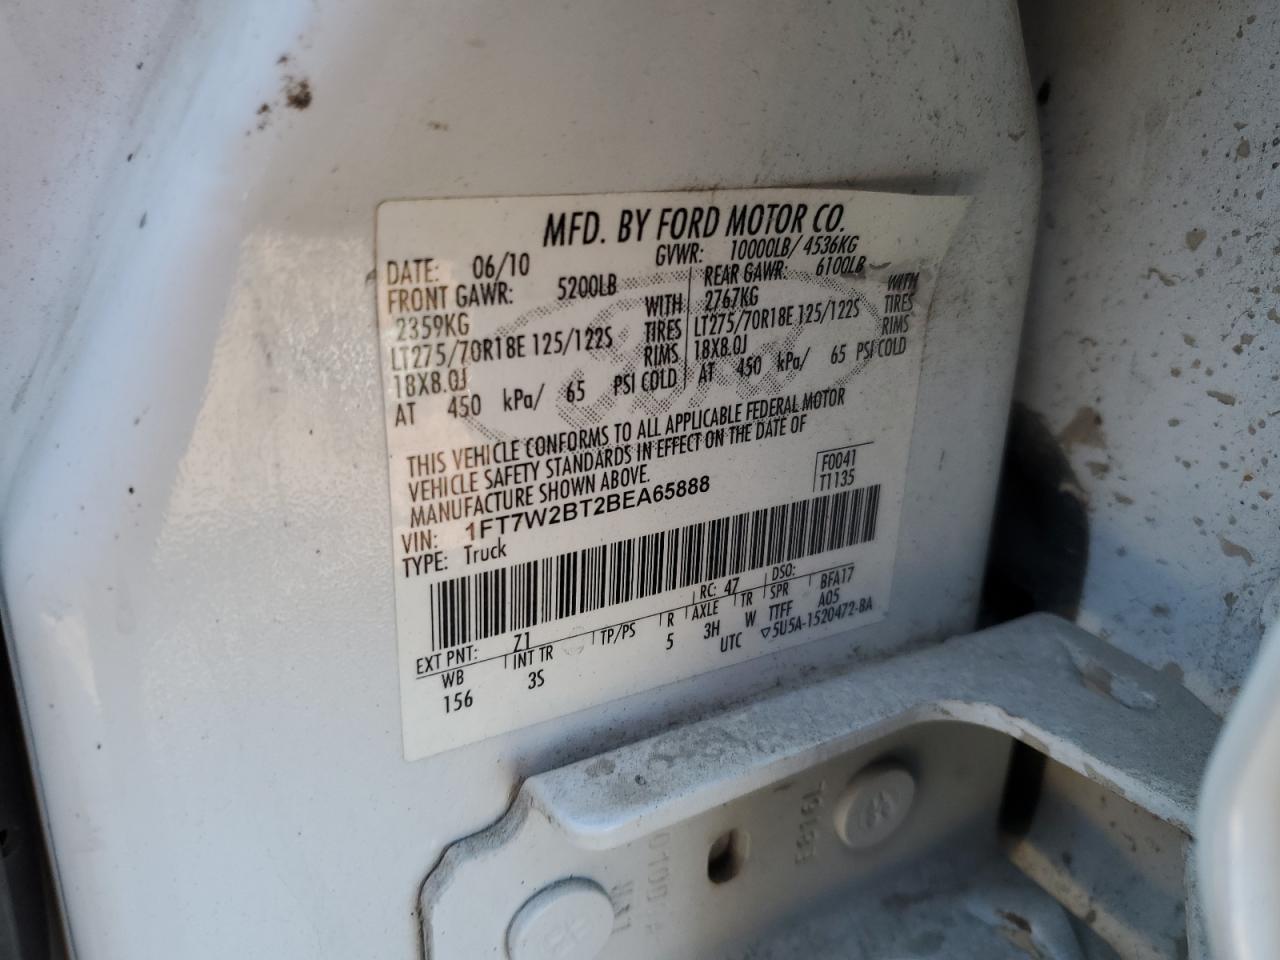 MFD. BY FORD MOTOR CO.
DATE: 06/10 GVWR: 10000LB/4536KG
FRONT GAWR: 5200LB REAR GAWR: 6100LB
2359KG WITH 2767KG WITH
LT275/70R18E 125/122S TIRES LT275/70R18E 125/122S TIRES
18X8.0J RIMS 18X8.0J RIMS
AT 450 kPa/ 65 PSI COLD AT 450 kPa/ 65 PSI COLD
THIS VEHICLE CONFORMS TO ALL APPLICABLE FEDERAL MOTOR
VEHICLE SAFETY STANDARDS IN EFFECT ON THE DATE OF
MANUFACTURE SHOWN ABOVE.
F0041
VIN: 1FT7W2BT2BEA65888 T1135
TYPE: Truck
EXT PNT: Z1 RC: 47 DSO:
WB INT TR TP/PS R AXLE TR SPR BFA17
156 3S 5 3H W TTFF A05
UTC ▽5U5A-1520472-BA